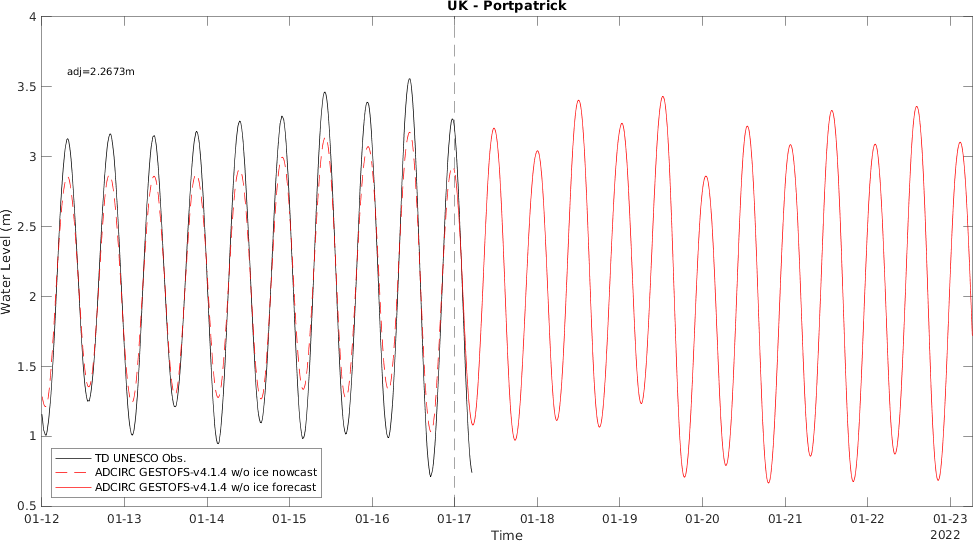 UK - Portpatrick
4
adj=2.2673m
3.5
3
2.5
Water Level (m)
2
1.5
1
TD UNESCO Obs.
ADCIRC GESTOFS-v4.1.4 w/o ice nowcast
ADCIRC GESTOFS-v4.1.4 w/o ice forecast
0.5
01-12 01-13 01-14 01-15 01-16 01-17 01-18 01-19 01-20 01-21 01-22 01-23
Time 2022